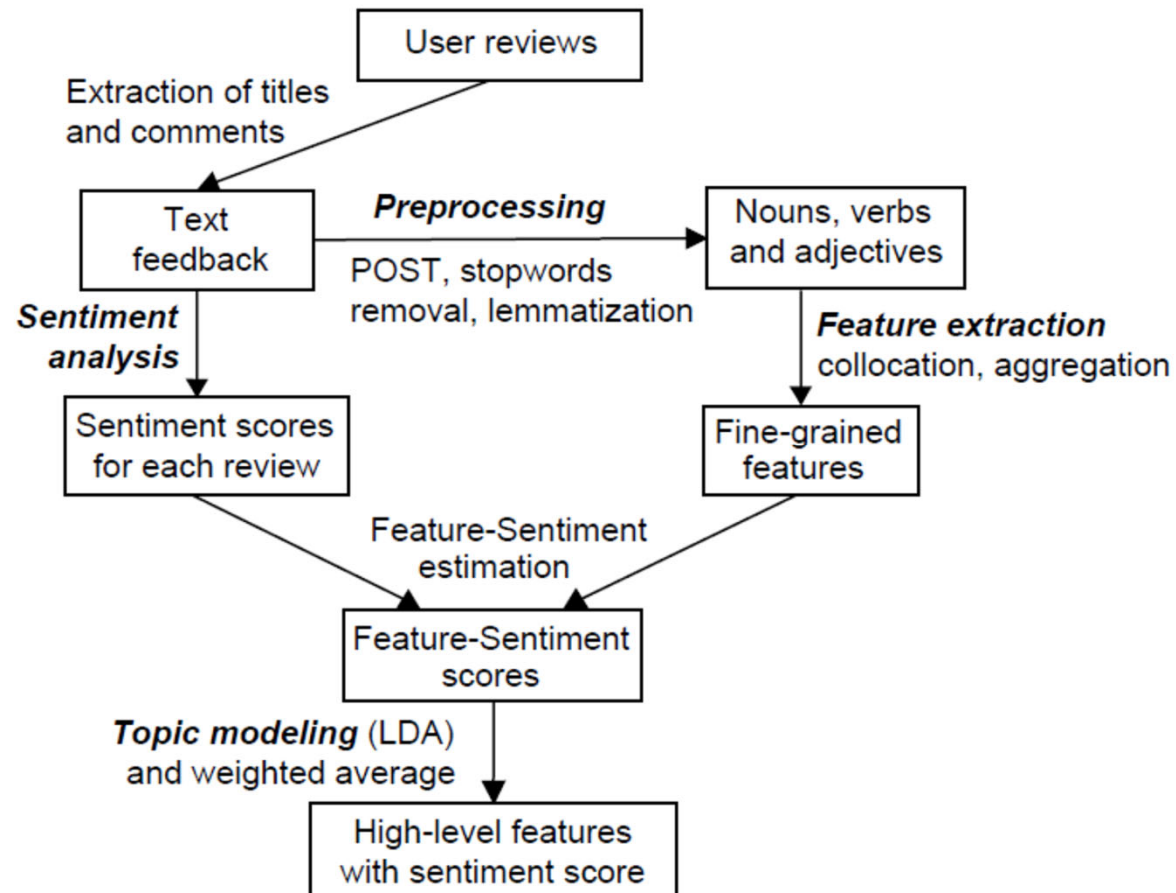 User reviews
Extraction of titles
and comments
Text
feedback
Preprocessing
POST, stopwords
removal, lemmatization
Nouns, verbs
and adjectives
Sentiment
analysis
Feature extraction
collocation, aggregation
Sentiment scores
for each review
Fine-grained
features
Feature-Sentiment
estimation
Feature-Sentiment
scores
Topic modeling (LDA)
and weighted average
High-level features
with sentiment score